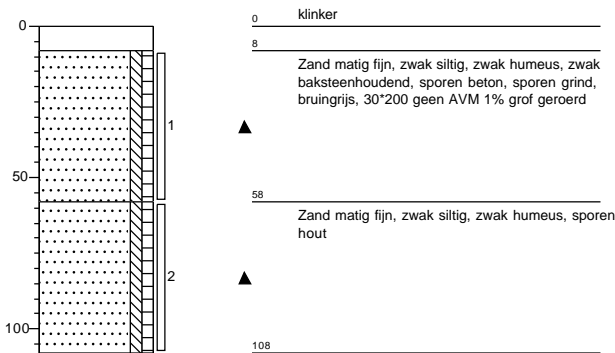 0
0
klinker
8
Zand matig fijn, zwak siltig, zwak humeus, zwak
baksteenhoudend, sporen beton, sporen grind,
bruingrijs, 30*200 geen AVM 1% grof geroerd
1
50
58
Zand matig fijn, zwak siltig, zwak humeus, sporen
hout
2
100
108